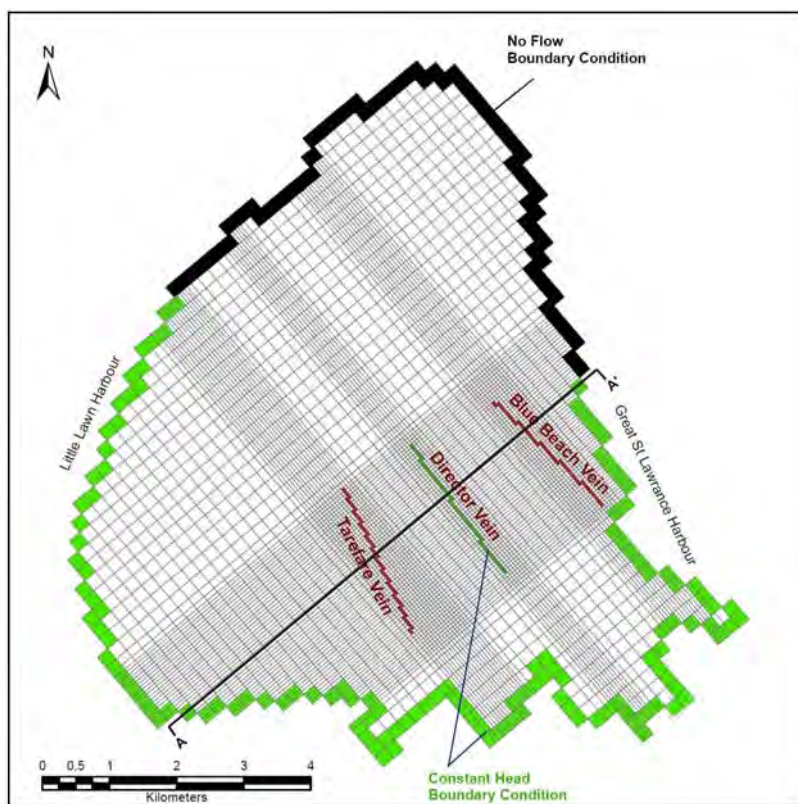 No Flow
Boundary Condition
N
A'
Little Lawn Harbour
Blue Beach Vein
Great St Lawrance Harbour
Director Vein
Tarefare Vein
A
0 0,5 1 2 3 4
Kilometers
Constant Head
Boundary Condition